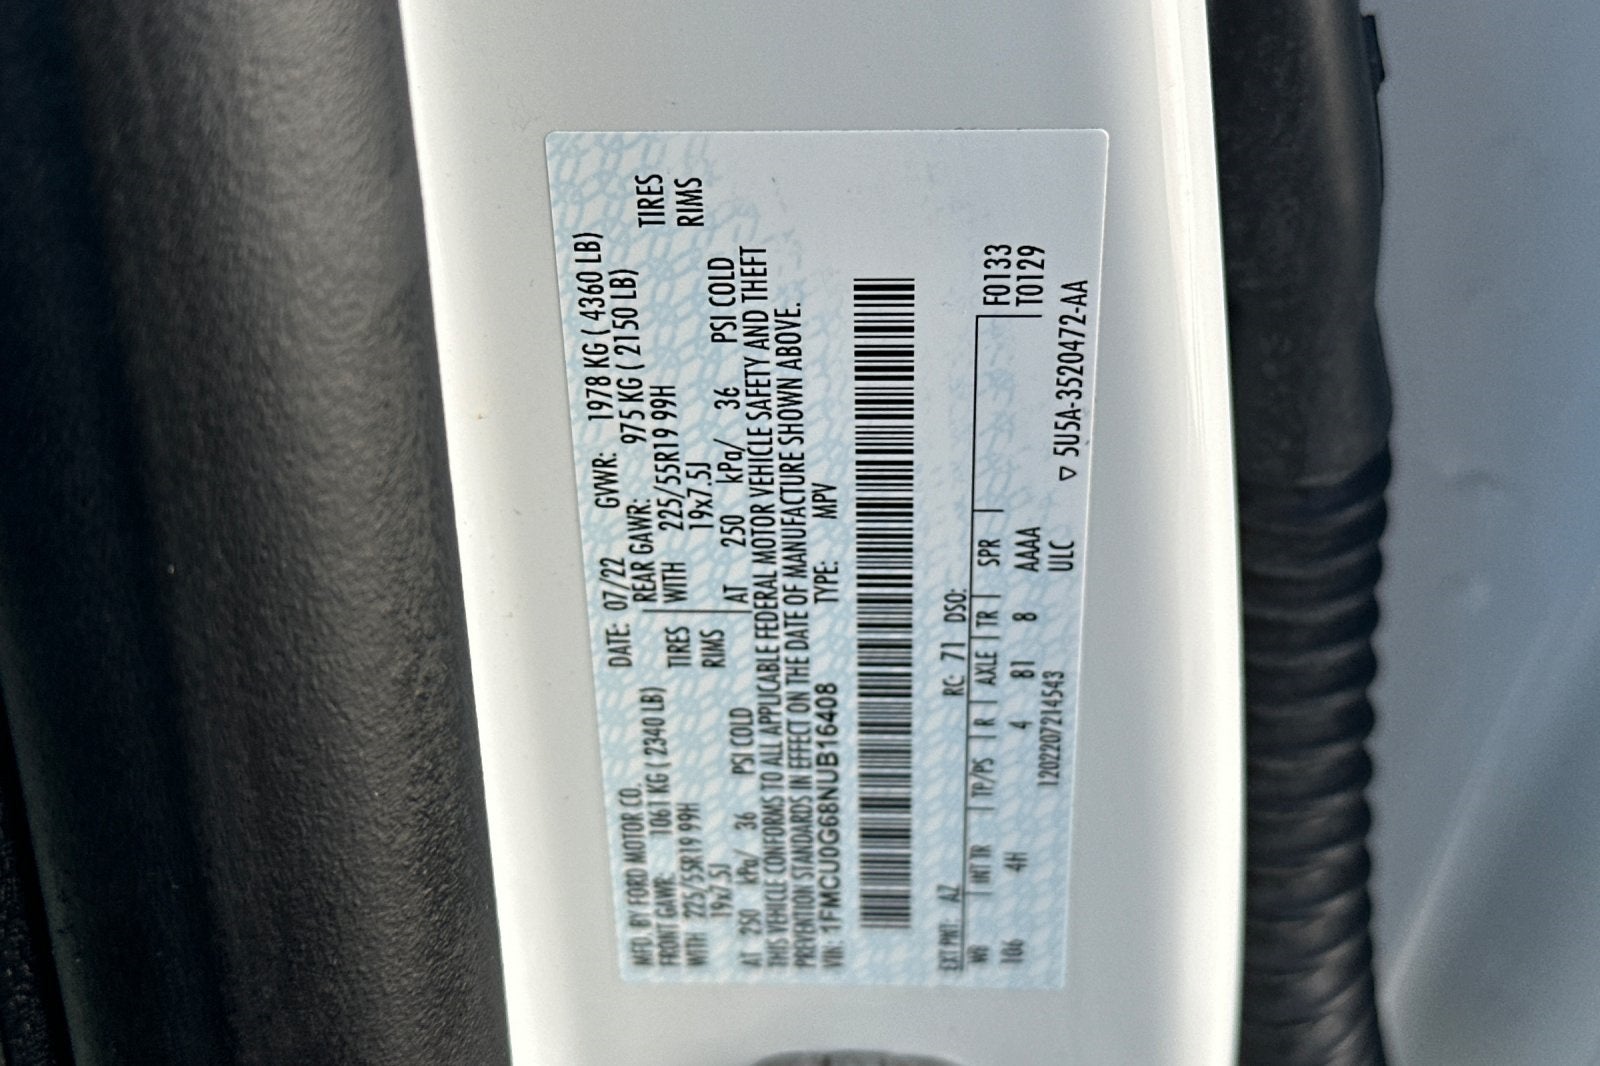 MFD. BY FORD MOTOR CO.
DATE: 07/22 GVWR: 1978 KG ( 4360 LB)
FRONT GAWR: 1061 KG ( 2340 LB) REAR GAWR: 975 KG ( 2150 LB)
WITH 225/55R19 99H TIRES WITH 225/55R19 99H TIRES
19x7.5J RIMS 19x7.5J RIMS
AT 250 kPa/ 36 PSI COLD AT 250 kPa/ 36 PSI COLD
THIS VEHICLE CONFORMS TO ALL APPLICABLE FEDERAL MOTOR VEHICLE SAFETY AND THEFT
PREVENTION STANDARDS IN EFFECT ON THE DATE OF MANUFACTURE SHOWN ABOVE.
VIN: 1FMCU0G68NUB16408 TYPE: MPV
EXT PNT: AZ RC: 71 DSO:
WB INT TR TP/PS R AXLE TR SPR F0133
106 4H 4 81 8 AAAA T0129
1202207214543 ULC
▽ 5U5A-3520472-AA